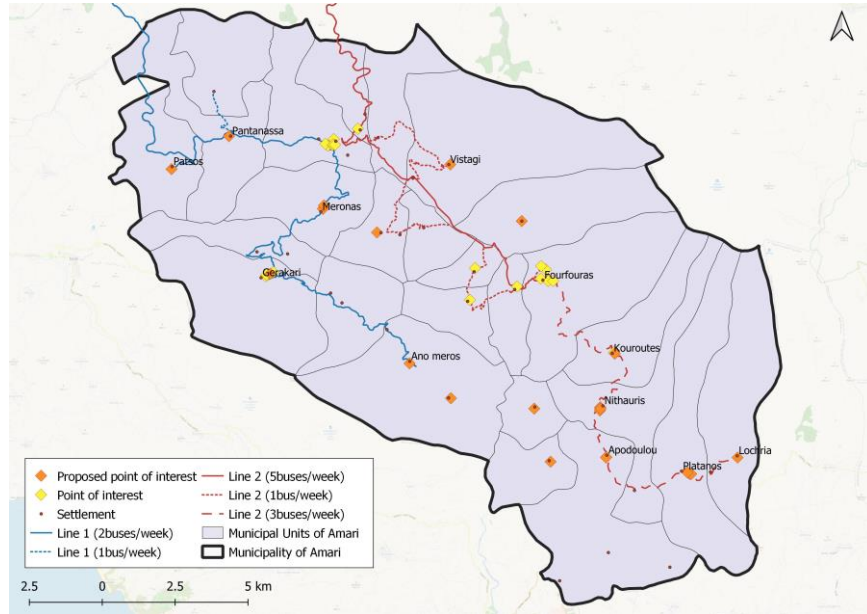 Pantanassa
Patsos
Vistagi
Meronas
Gerakari
Fourfouras
Ano meros
Kouroutes
Nithauris
Apodoulou
Platanos
Lochria
Proposed point of interest
Point of interest
Settlement
Line 1 (2buses/week)
Line 1 (1bus/week)
Line 2 (5buses/week)
Line 2 (1bus/week)
Line 2 (3buses/week)
Municipal Units of Amari
Municipality of Amari
2.5 0 2.5 5 km